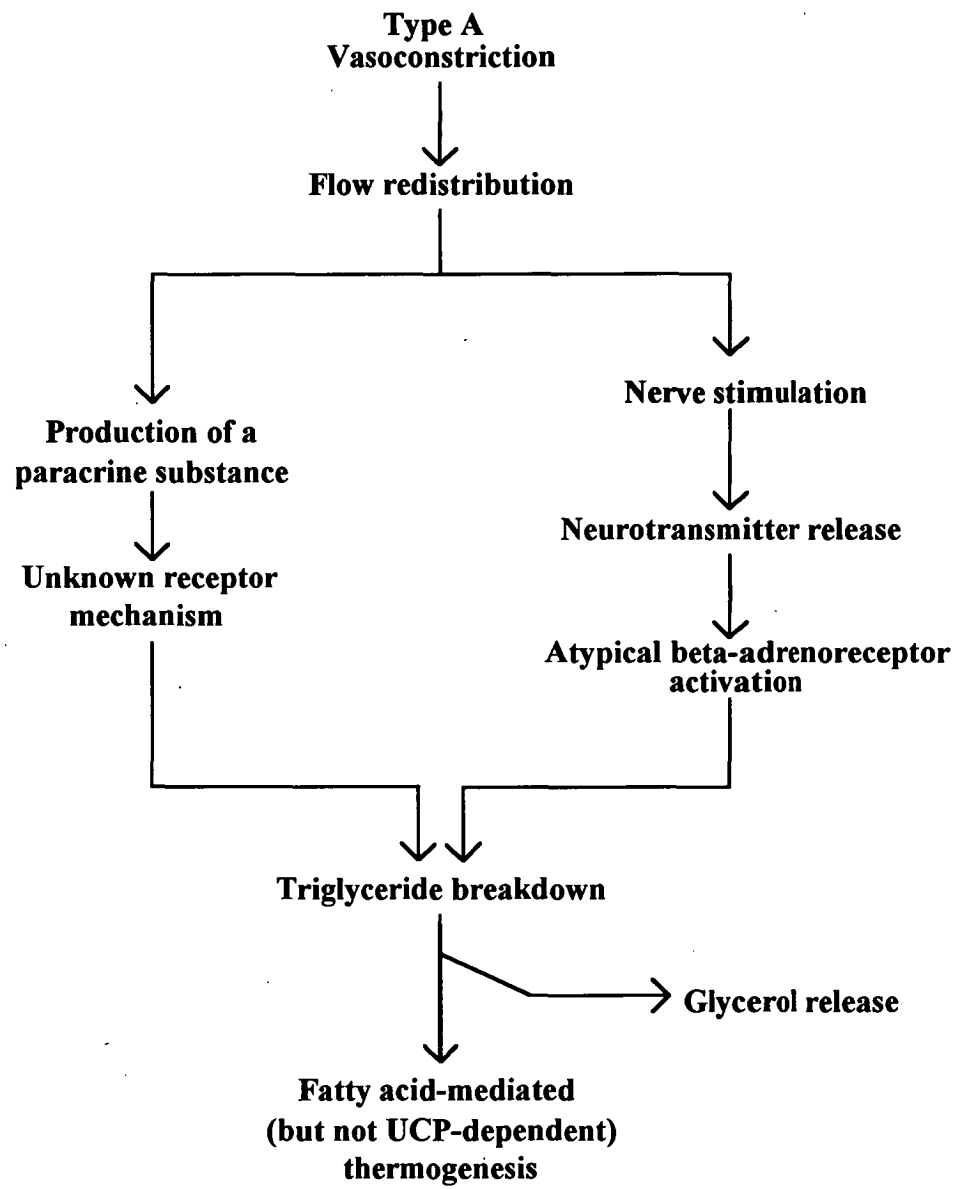 Type A
Vasoconstriction
Flow redistribution
Nerve stimulation
Production of a
paracrine substance
Neurotransmitter release
Unknown receptor
mechanism
Atypical beta-adrenoreceptor
activation
Triglyceride breakdown
Glycerol release
Fatty acid-mediated
(but not UCP-dependent)
thermogenesis